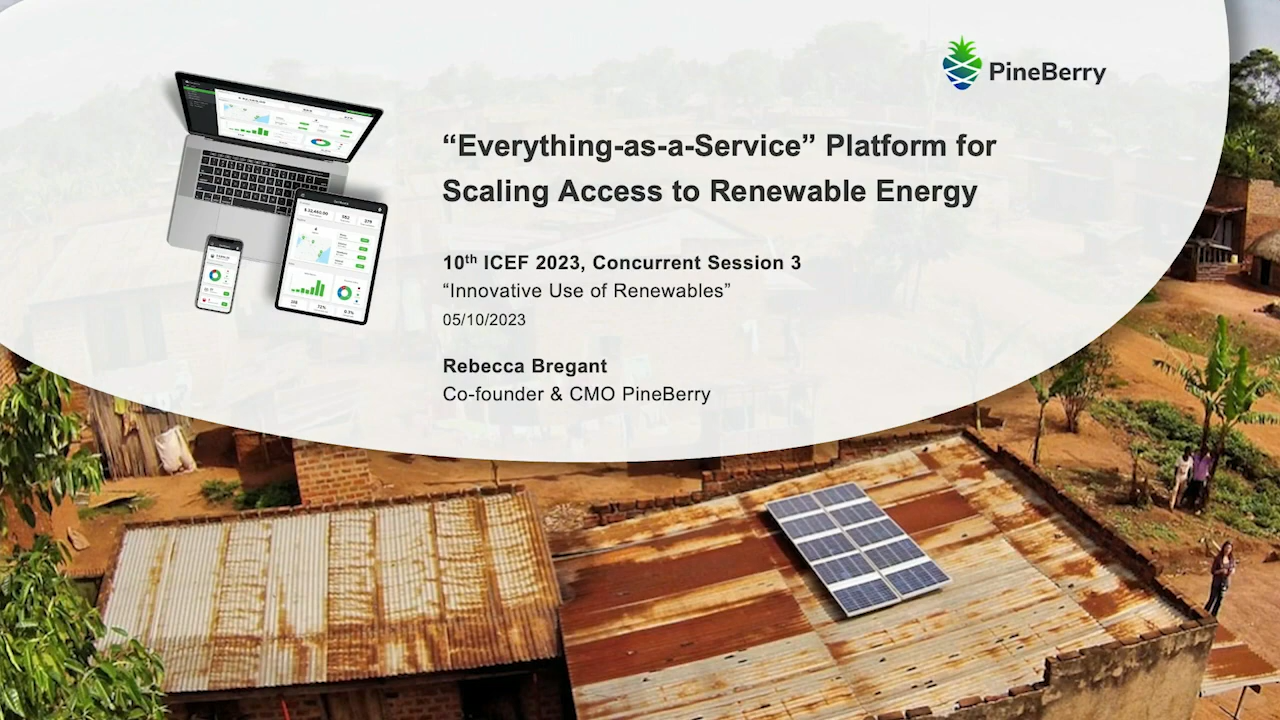 PineBerry
“Everything-as-a-Service” Platform for
Scaling Access to Renewable Energy
10th ICEF 2023, Concurrent Session 3
“Innovative Use of Renewables”
05/10/2023
Rebecca Bregant
Co-founder & CMO PineBerry